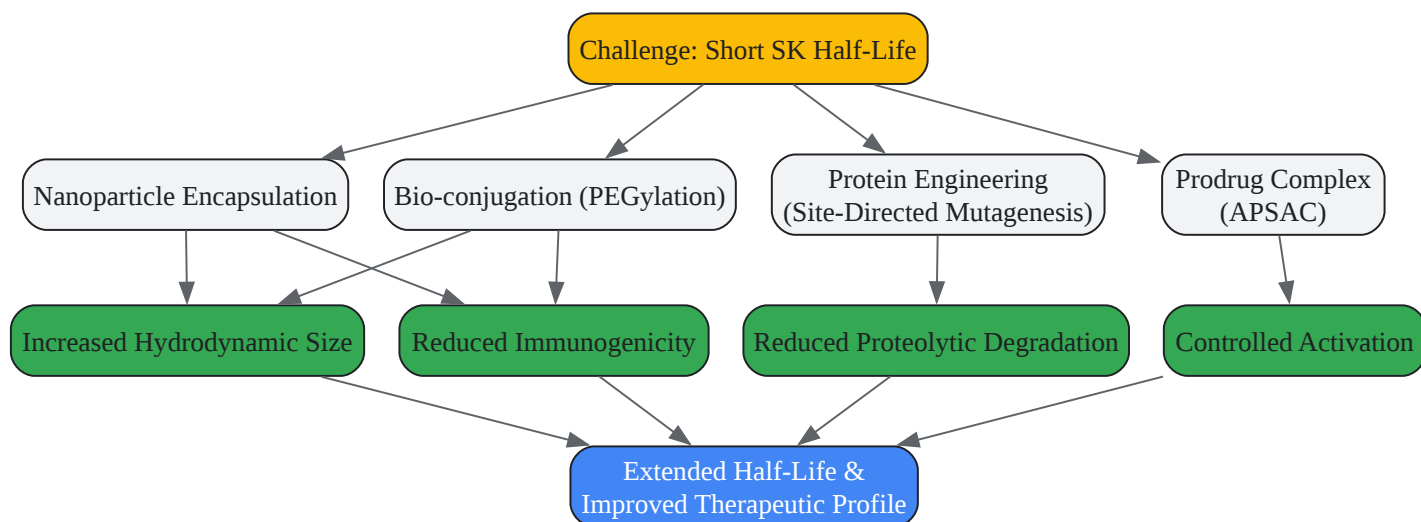 Challenge: Short SK Half-Life
Nanoparticle Encapsulation
Bio-conjugation (PEGylation)
Protein Engineering
(Site-Directed Mutagenesis)
Prodrug Complex
(APSAC)
Increased Hydrodynamic Size
Reduced Immunogenicity
Reduced Proteolytic Degradation
Controlled Activation
Extended Half-Life &
Improved Therapeutic Profile